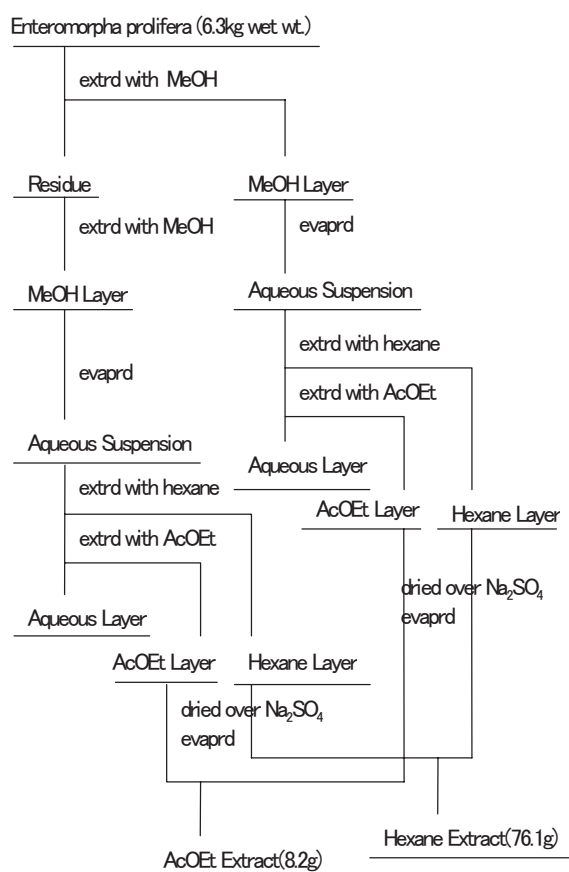 Enteromorpha prolifera (6.3kg wet wt.)
extrd with MeOH
Residue
MeOH Layer
extrd with MeOH
evaprd
MeOH Layer
Aqueous Suspension
extrd with hexane
evaprd
extrd with AcOEt
Aqueous Suspension
Aqueous Layer
extrd with hexane
AcOEt Layer
Hexane Layer
extrd with AcOEt
dried over Na₂SO₄
evaprd
Aqueous Layer
AcOEt Layer
Hexane Layer
dried over Na₂SO₄
evaprd
Hexane Extract(76.1g)
AcOEt Extract(8.2g)